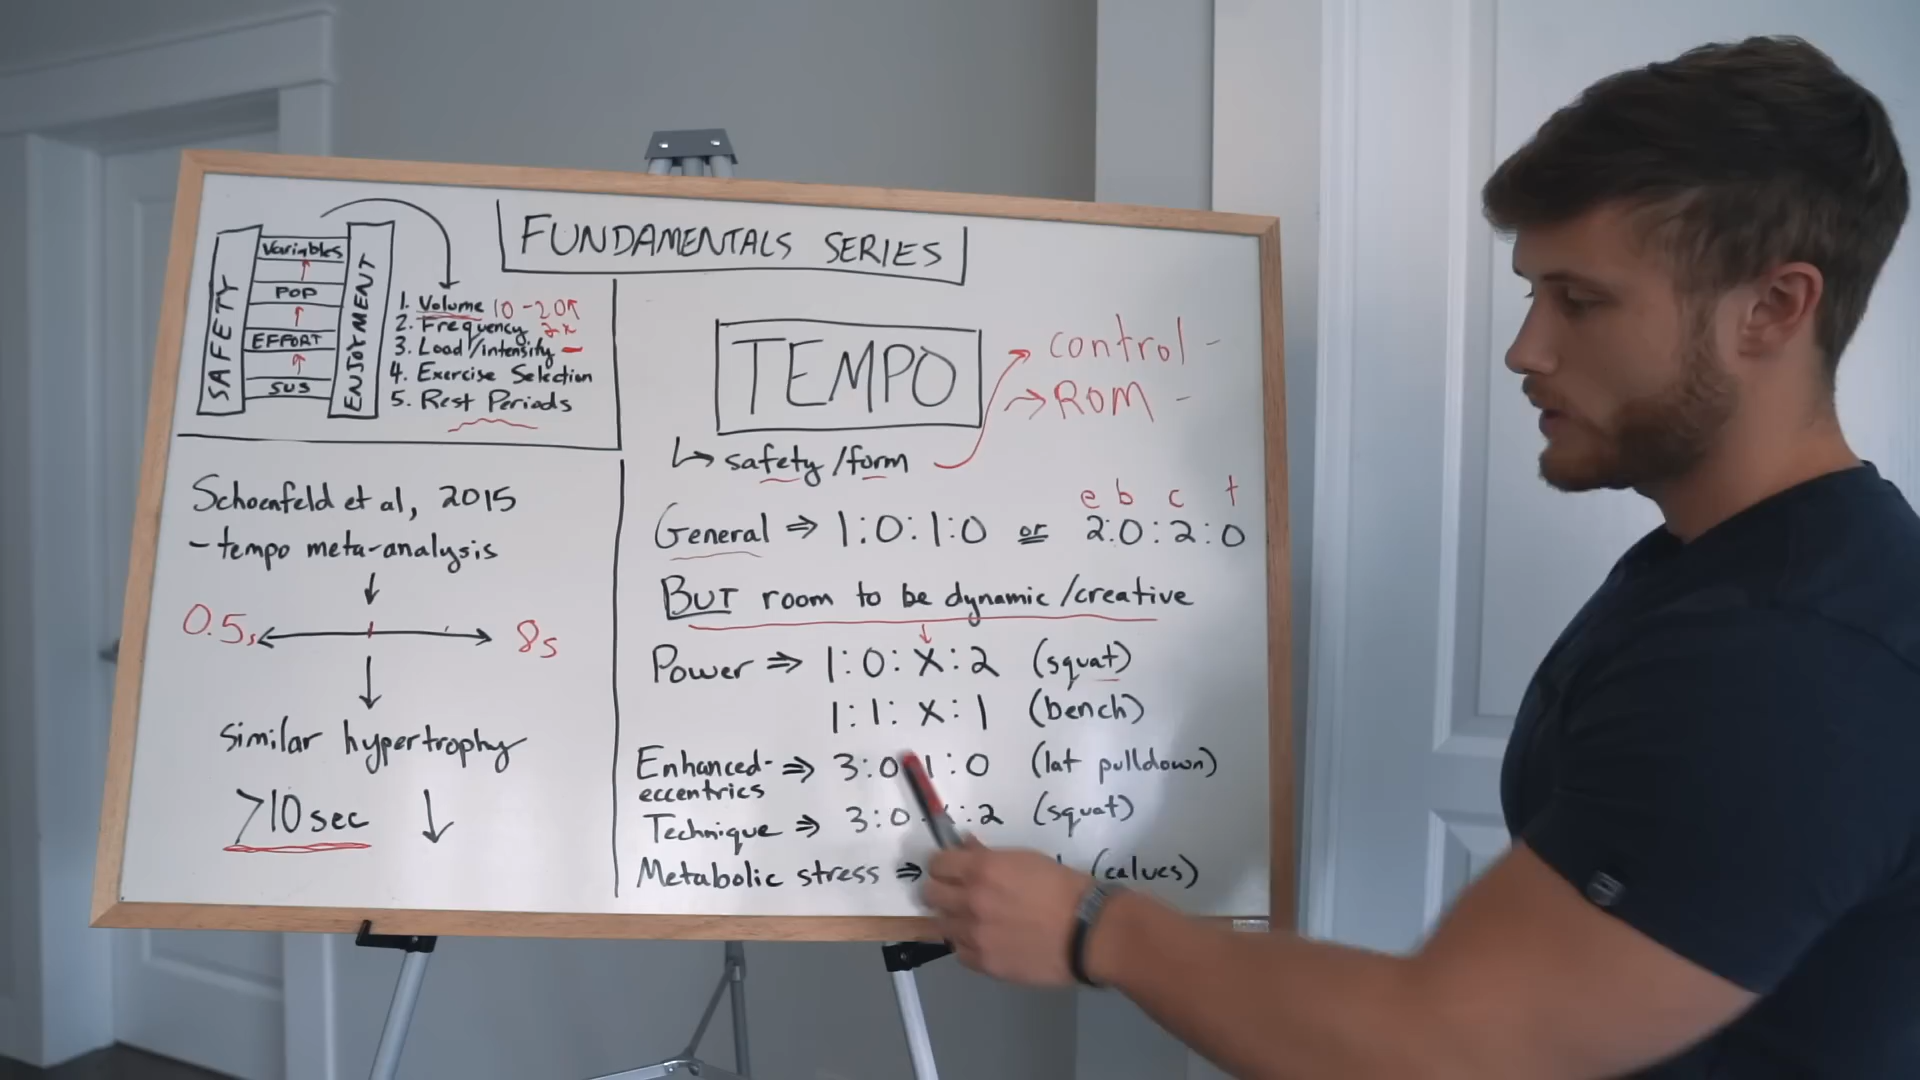 FUNDAMENTALS SERIES
SAFETY
Variables
POP
EFFORT
SUS
ENJOYMENT
1. Volume 10-20↑
2. Frequency 2x
3. Load/intensity -
4. Exercise Selection
5. Rest Periods
Schoenfeld et al, 2015
- tempo meta-analysis
0.5s 8s
similar hypertrophy
>10 sec ↓
TEMPO
control -
→ ROM -
↳ safety/form
e b c t
General ⇒ 1:0:1:0 or 2:0:2:0
BUT room to be dynamic/creative
Power ⇒ 1:0:X:2 (squat)
1:1:X:1 (bench)
Enhanced- ⇒ 3:0:1:0 (lat pulldown)
eccentrics
Technique ⇒ 3:0 :2 (squat)
Metabolic stress ⇒ (calves)